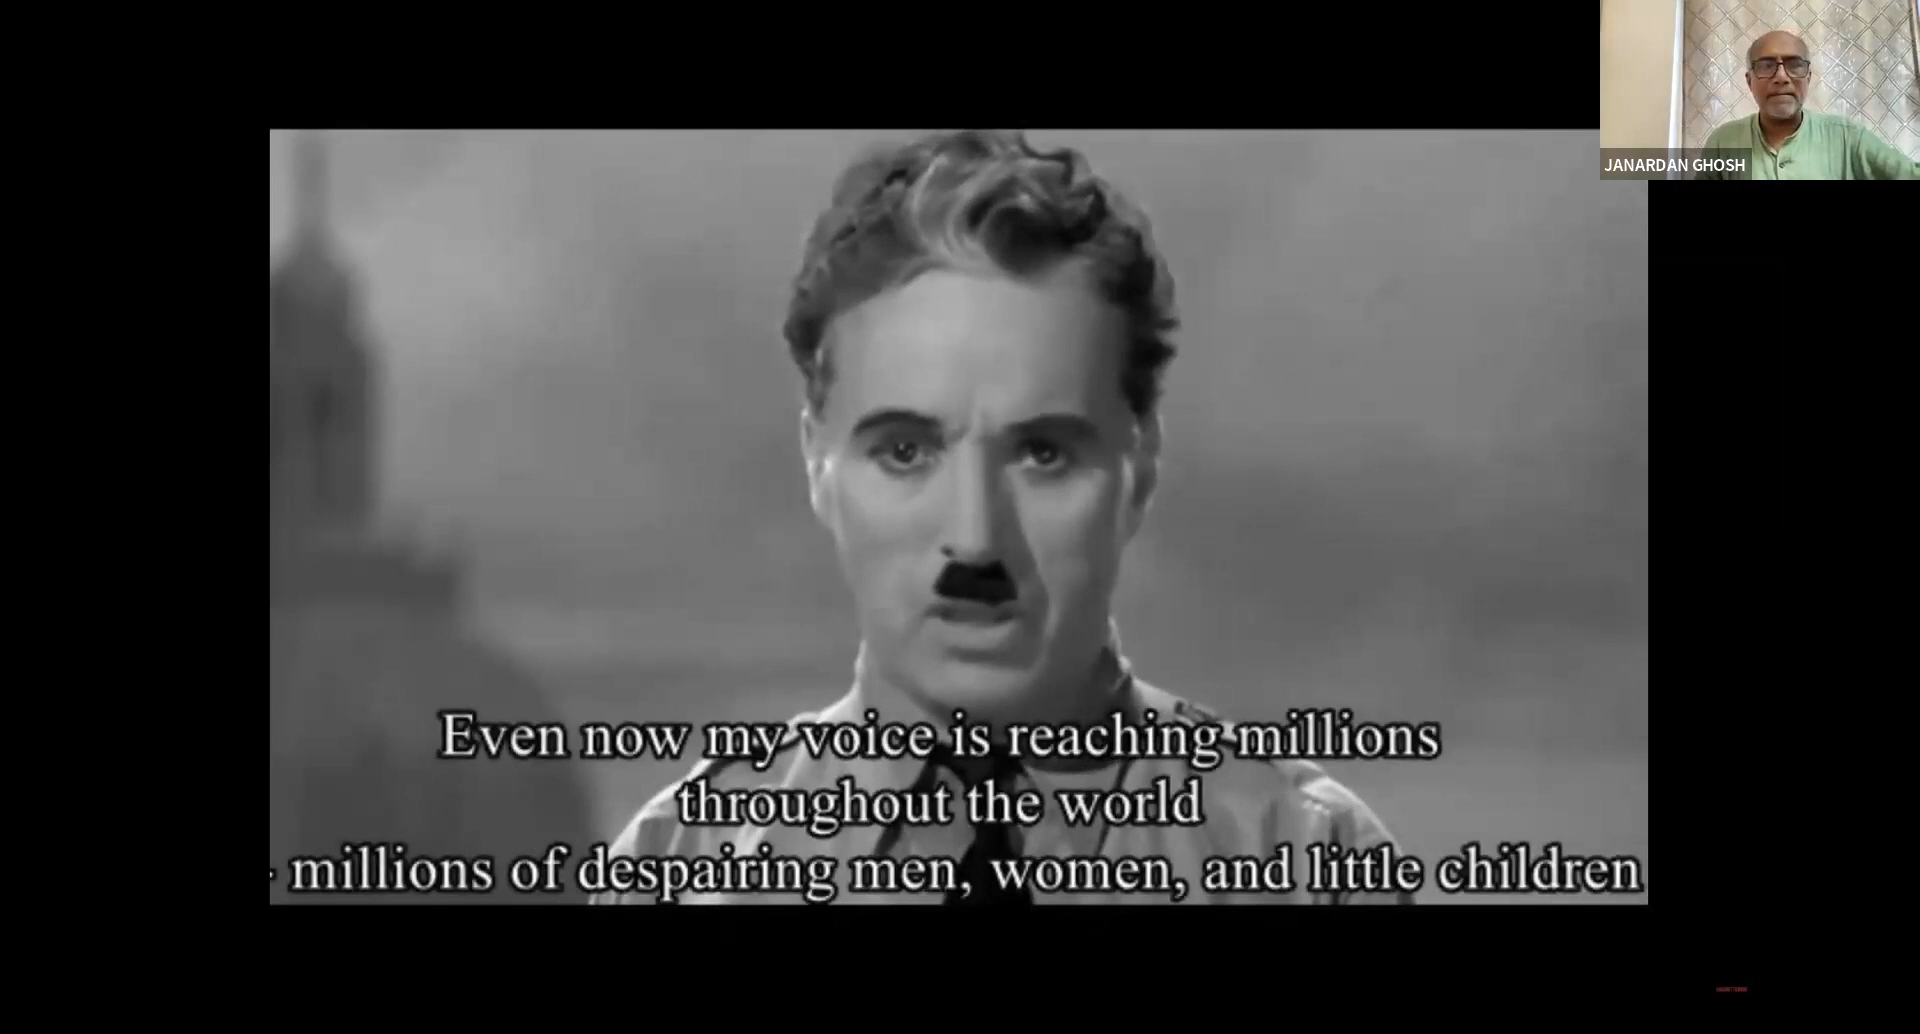 JANARDAN GHOSH
Even now my voice is reaching millions
throughout the world
- millions of despairing men, women, and little children